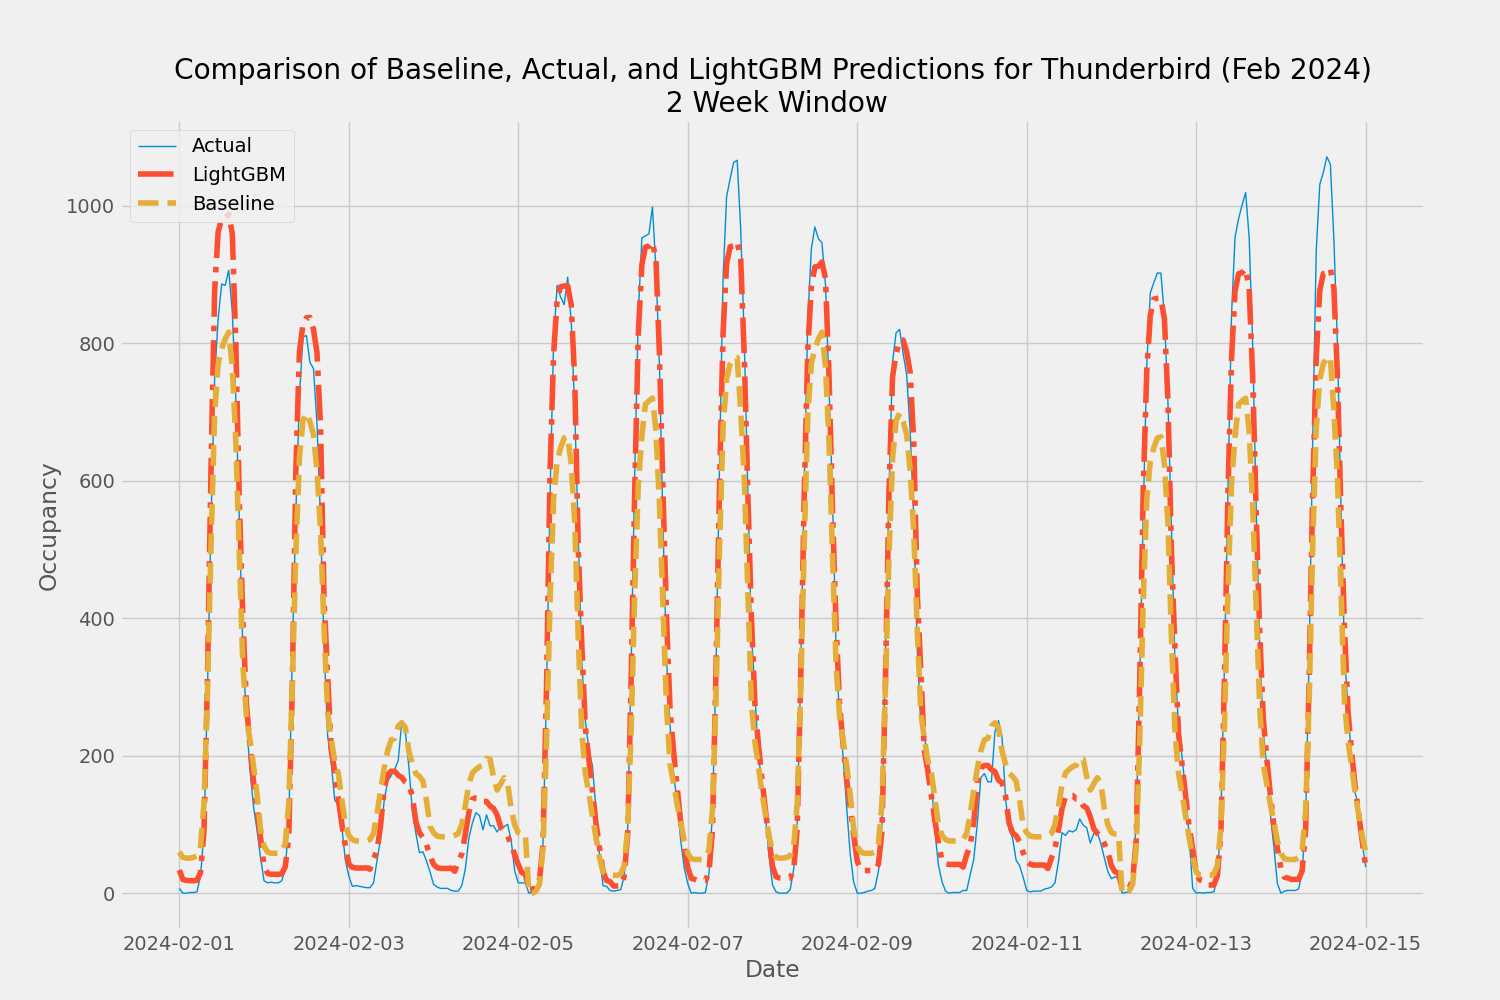 Comparison of Baseline, Actual, and LightGBM Predictions for Thunderbird (Feb 2024)
2 Week Window
Actual
LightGBM
Baseline
1000
800
600
400
200
0
Occupancy
2024-02-01
2024-02-03
2024-02-05
2024-02-07
2024-02-09
2024-02-11
2024-02-13
2024-02-15
Date